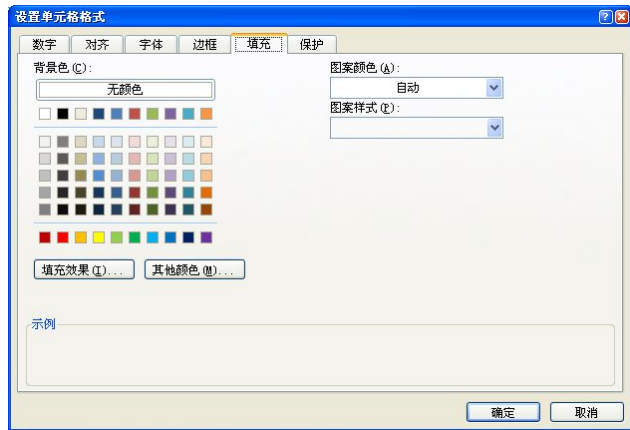 设置单元格格式
数字 对齐 字体 边框 填充 保护
背景色(C):
无颜色
图案颜色(A):
自动
图案样式(P):
填充效果(I)... 其他颜色(M)...
示例
确定 取消